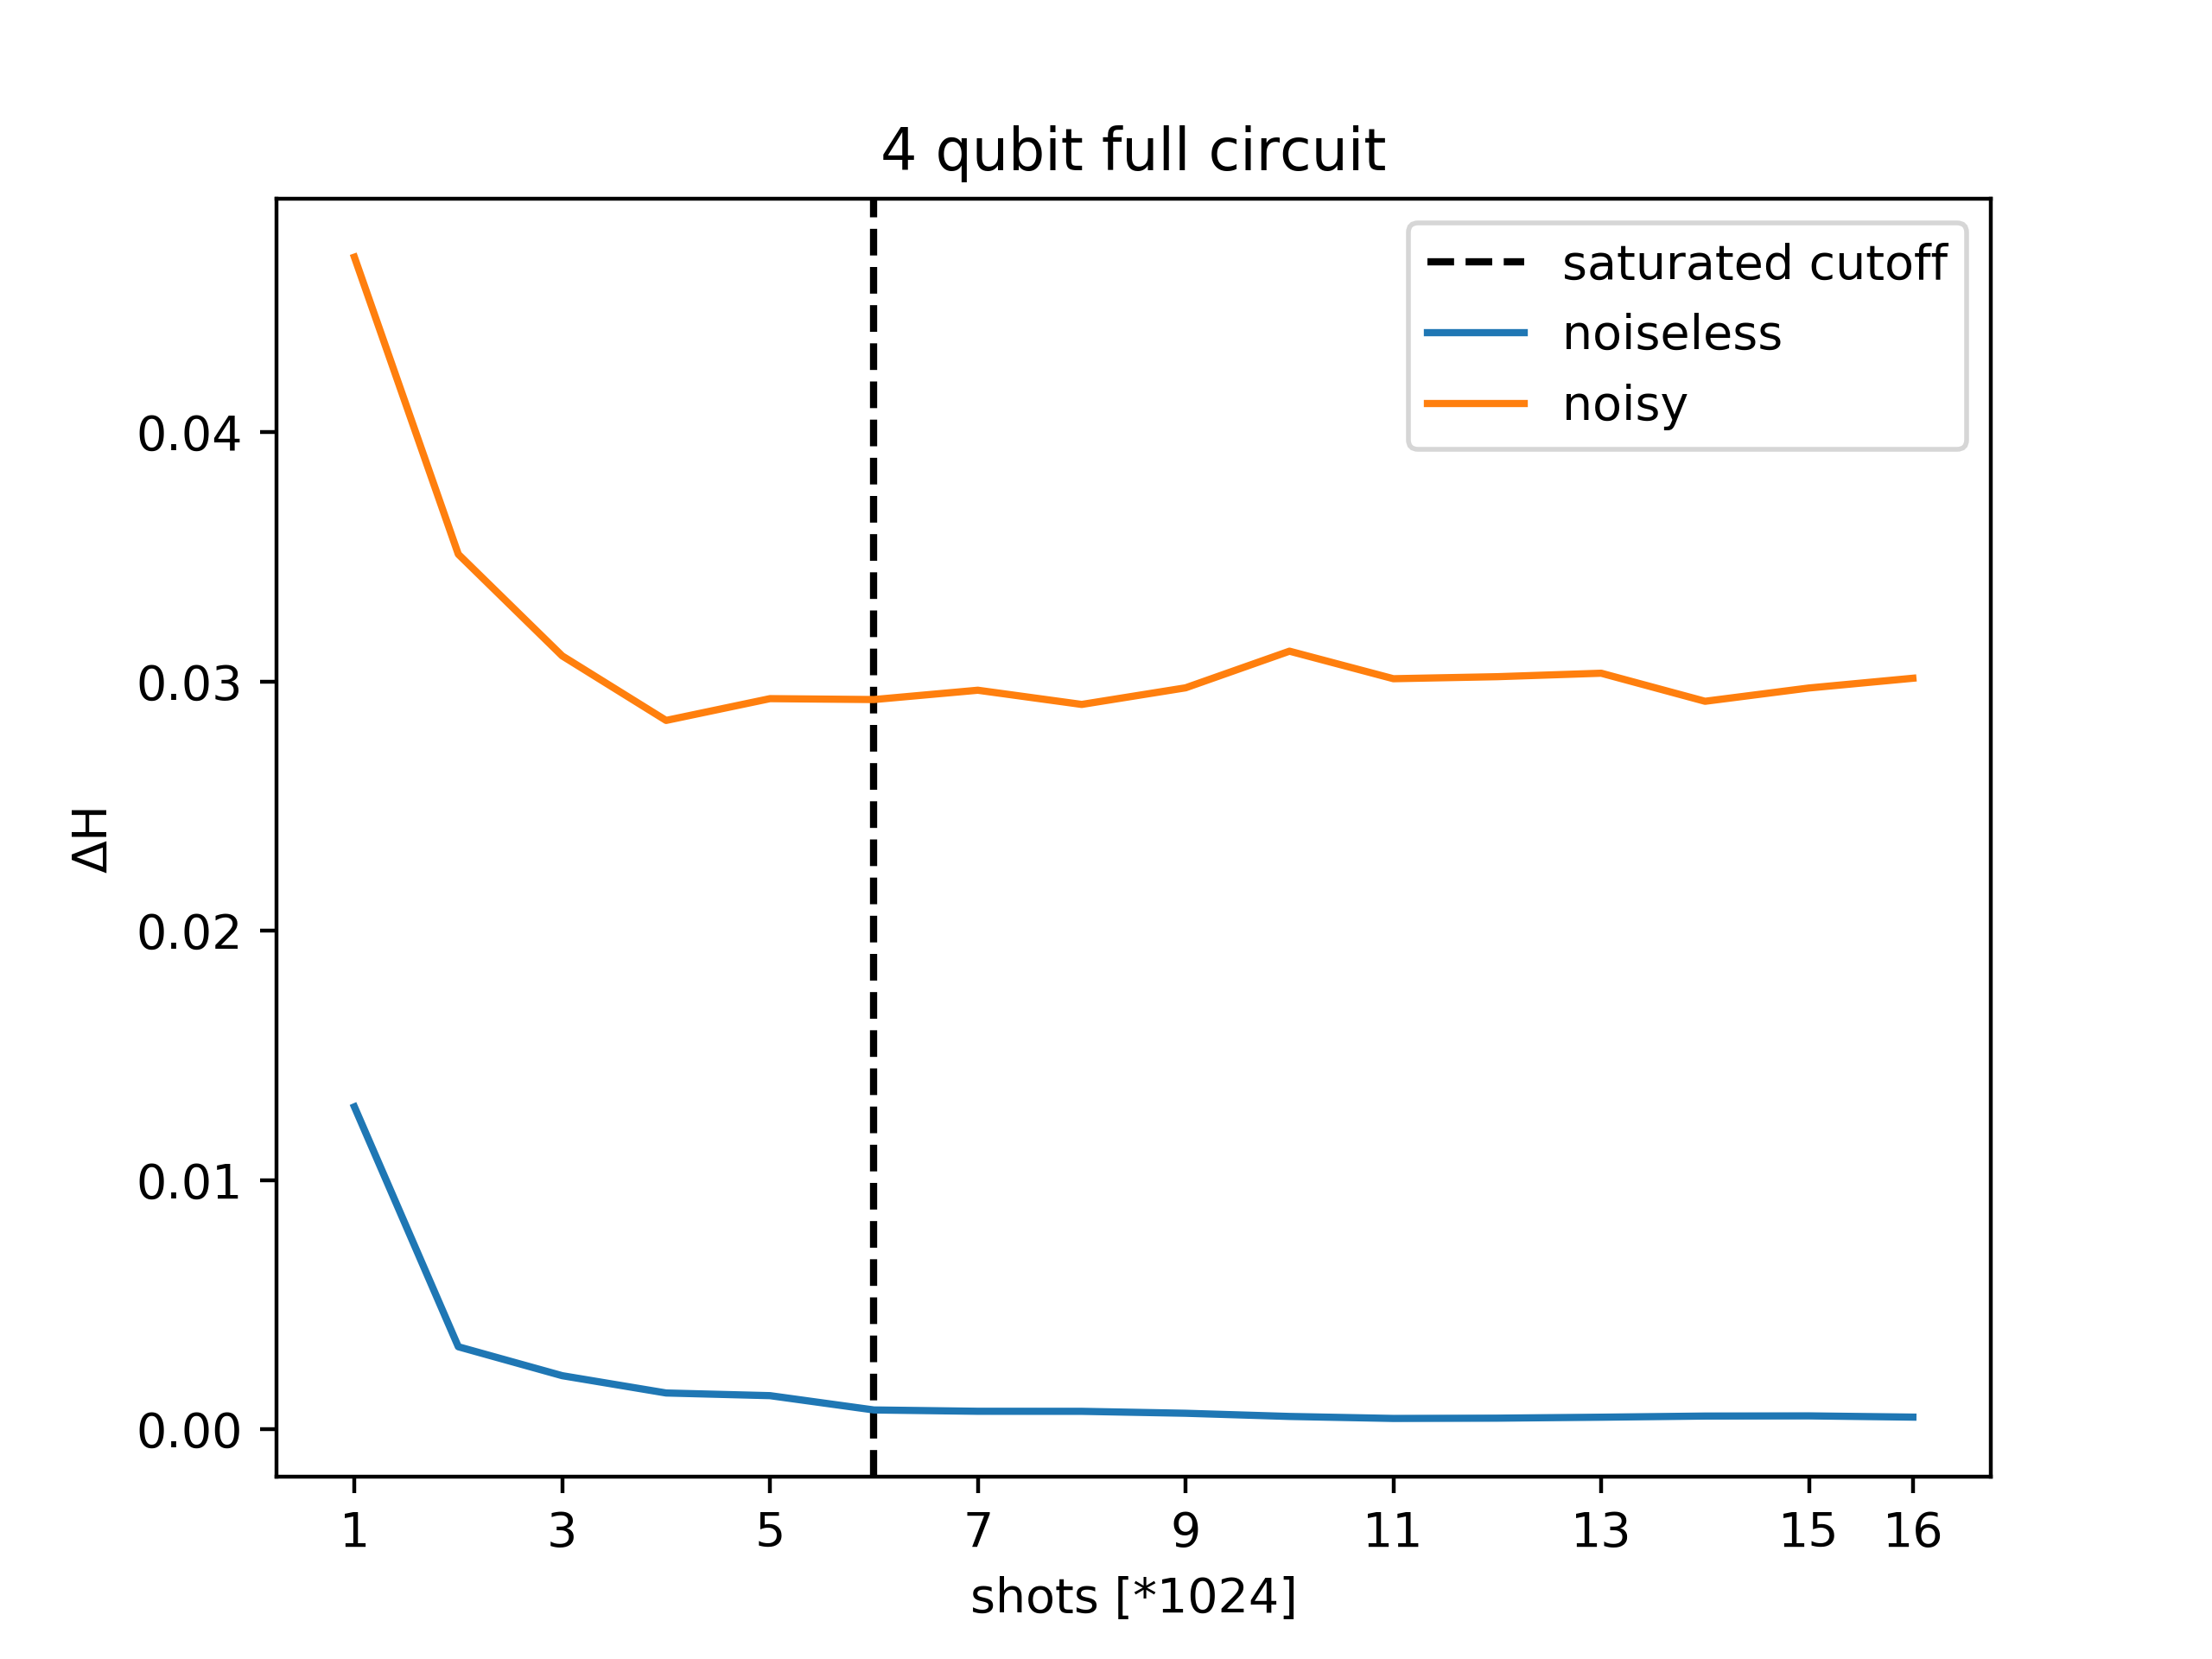 4 qubit full circuit
saturated cutoff
noiseless
noisy
0.04
0.03
0.02
0.01
0.00
ΔH
1 3 5 7 9 11 13 15 16
shots [*1024]